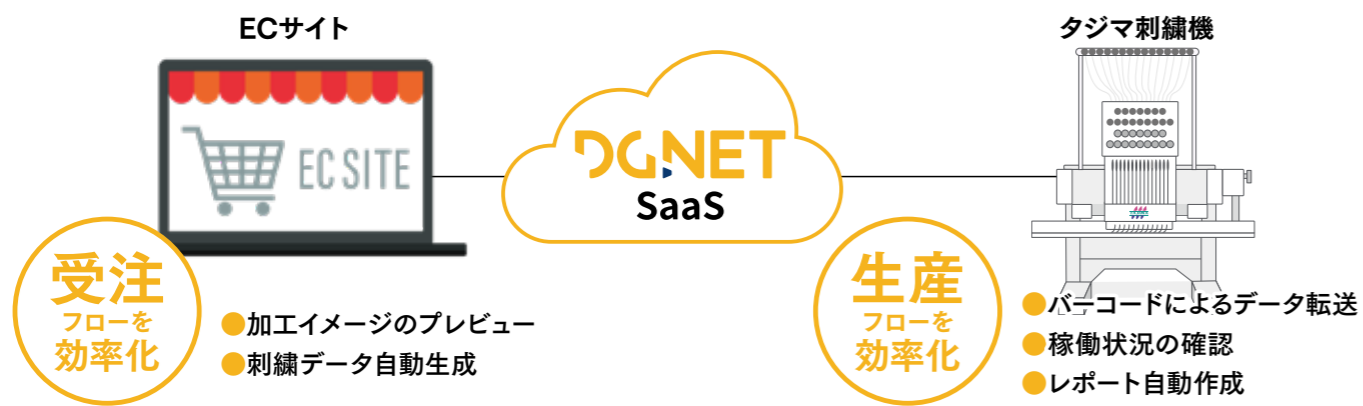 ECサイト
EC SITE
受注
フローを
効率化
●加工イメージのプレビュー
●刺繍データ自動生成
DG.NET
SaaS
タジマ刺繍機
生産
フローを
効率化
●バーコードによるデータ転送
●稼働状況の確認
●レポート自動作成